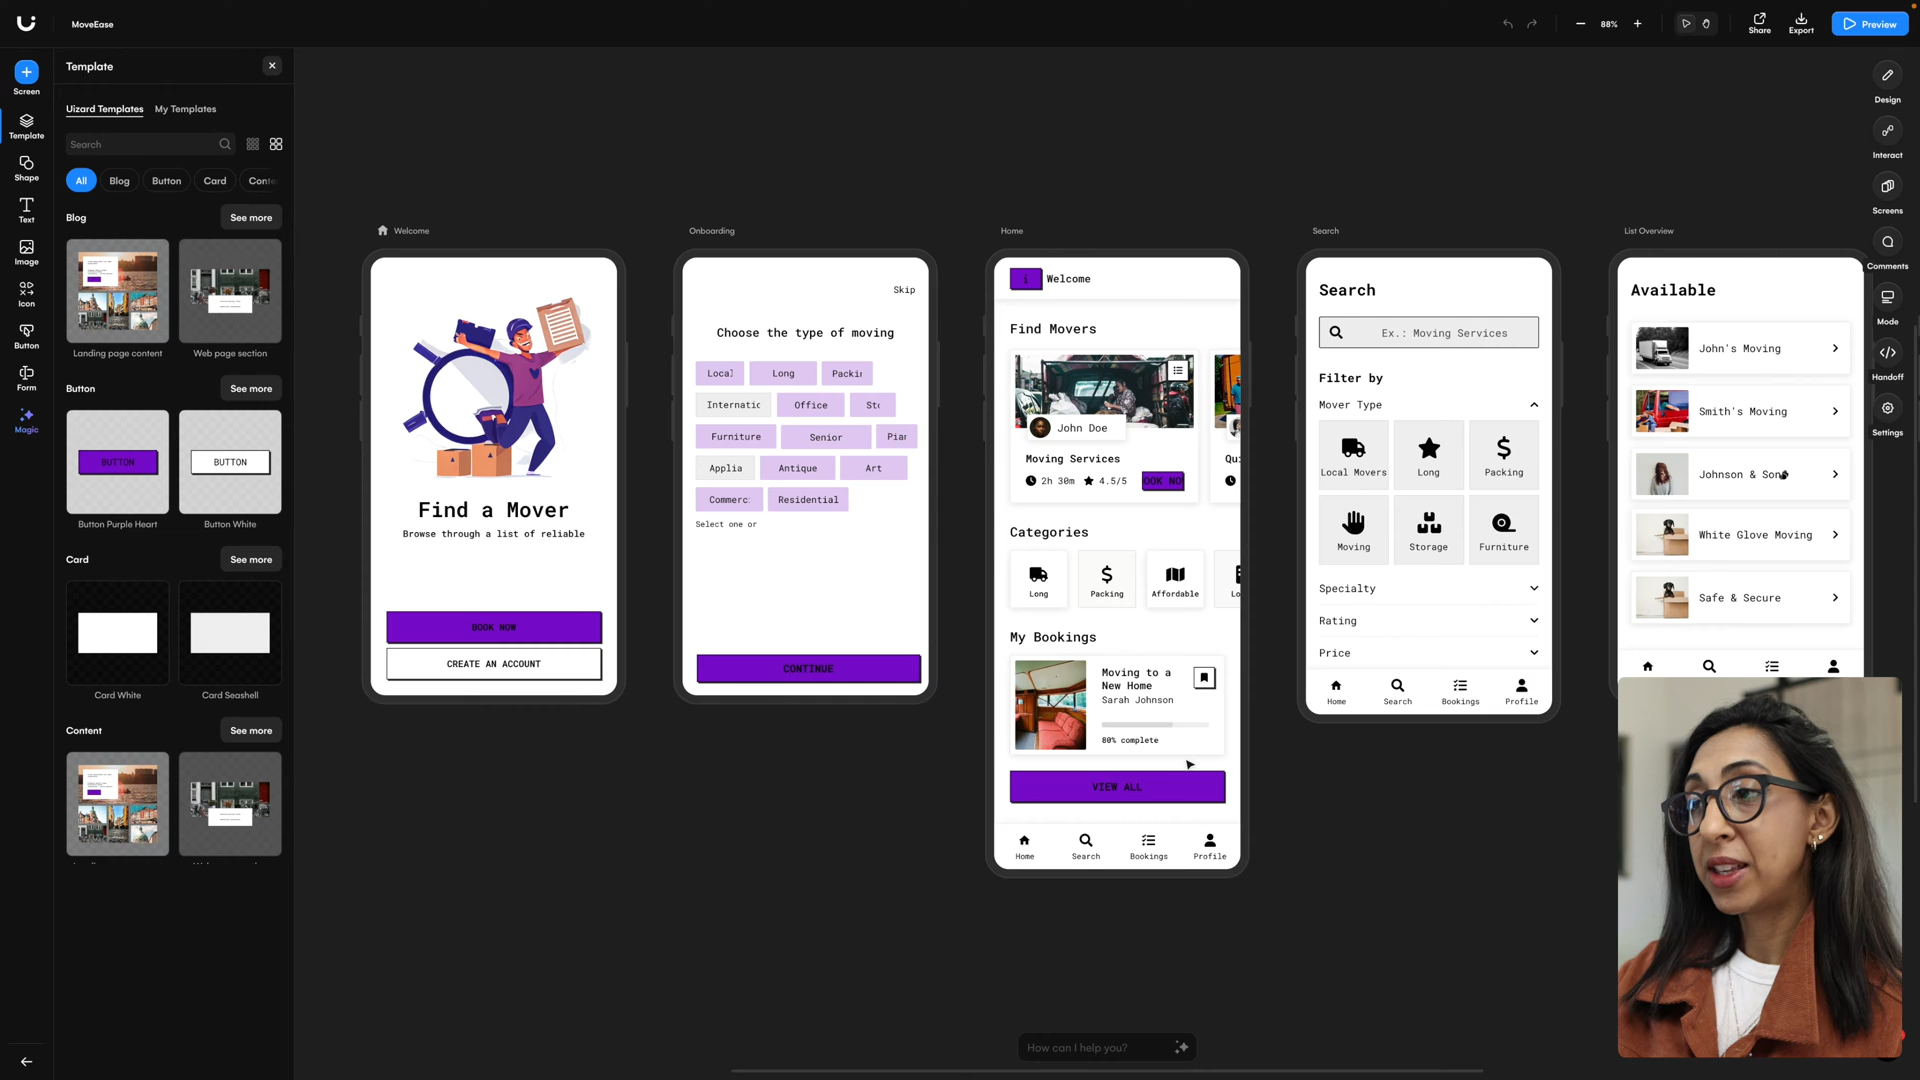 MoveEase
88%
Share
Export
Preview
Screen
Template
Shape
Text
Image
Icon
Button
Form
Magic
Template
Uizard Templates
My Templates
Search
All
Blog
Button
Card
Blog
See more
Landing page content
Web page section
Button
See more
BUTTON
BUTTON
Button Purple Heart
Button White
Card
See more
Card White
Card Seashell
Content
See more
Welcome
Find a Mover
Browse through a list of reliable
BOOK NOW
CREATE AN ACCOUNT
Onboarding
Skip
Choose the type of moving
Local
Long
Packir
Internatic
Office
Furniture
Senior
Applia
Antique
Art
Commerc
Residential
Select one or
CONTINUE
Home
Welcome
Find Movers
John Doe
Moving Services
2h 30m
4.5/5
OOK NO
Categories
Long
Packing
Affordable
My Bookings
Moving to a
New Home
Sarah Johnson
80% complete
VIEW ALL
Home
Search
Bookings
Profile
Search
Search
Ex.: Moving Services
Filter by
Mover Type
Local Movers
Long
Packing
Moving
Storage
Furniture
Specialty
Rating
Price
Home
Search
Bookings
Profile
List Overview
Available
John's Moving
Smith's Moving
Johnson & Sons
White Glove Moving
Safe & Secure
Design
Interact
Screens
Comments
Mode
Handoff
Settings
How can I help you?